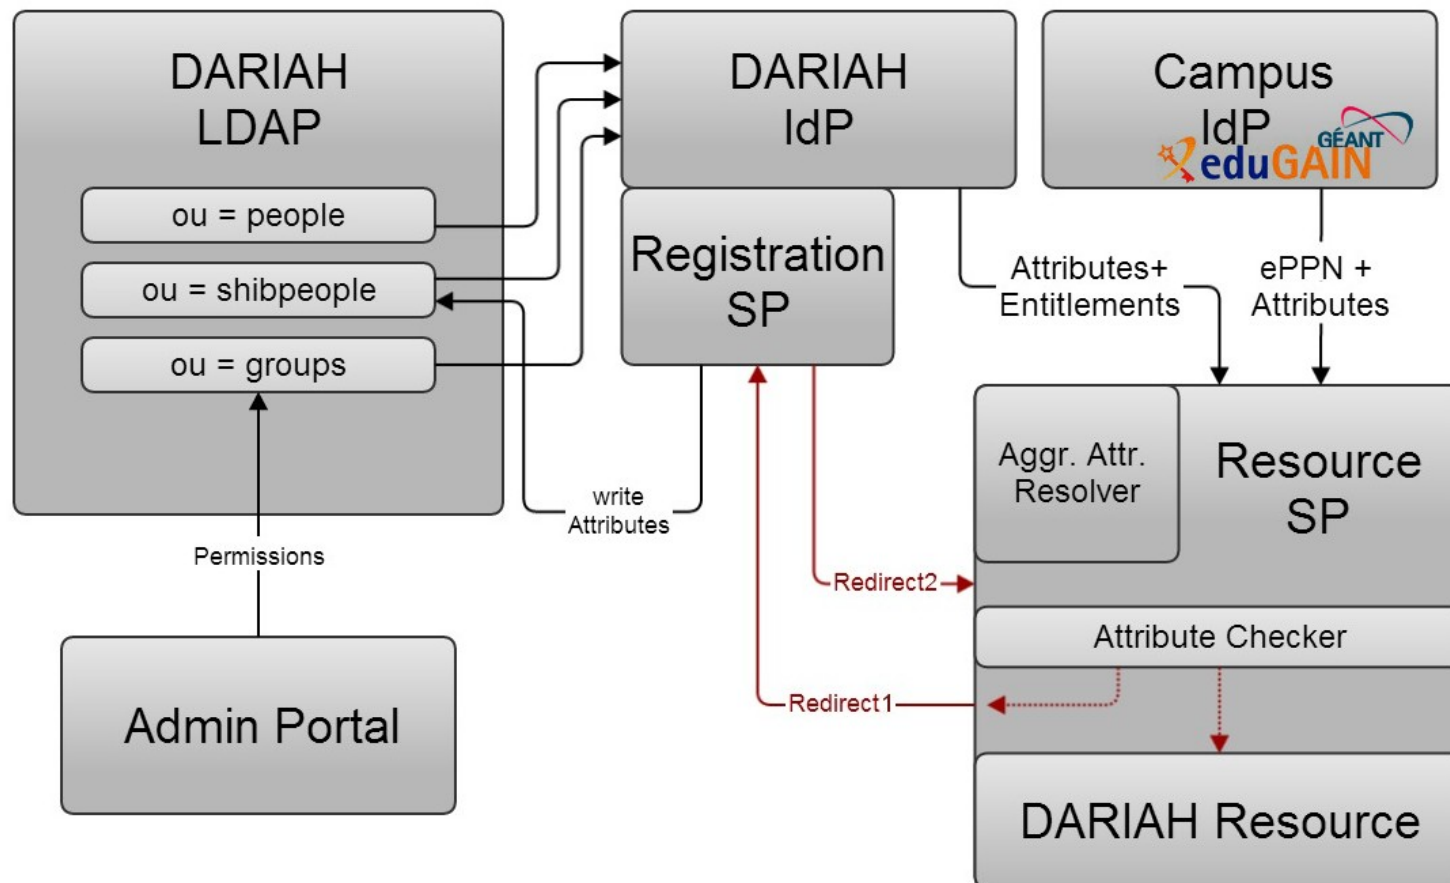 DARIAH
LDAP
ou = people
ou = shibpeople
ou = groups
DARIAH
IdP
Registration
SP
Campus
IdP
GÉANT
eduGAIN
Attributes+
Entitlements
ePPN +
Attributes
Aggr. Attr.
Resolver
Resource
SP
write
Attributes
Permissions
Redirect2
Attribute Checker
Redirect1
Admin Portal
DARIAH Resource